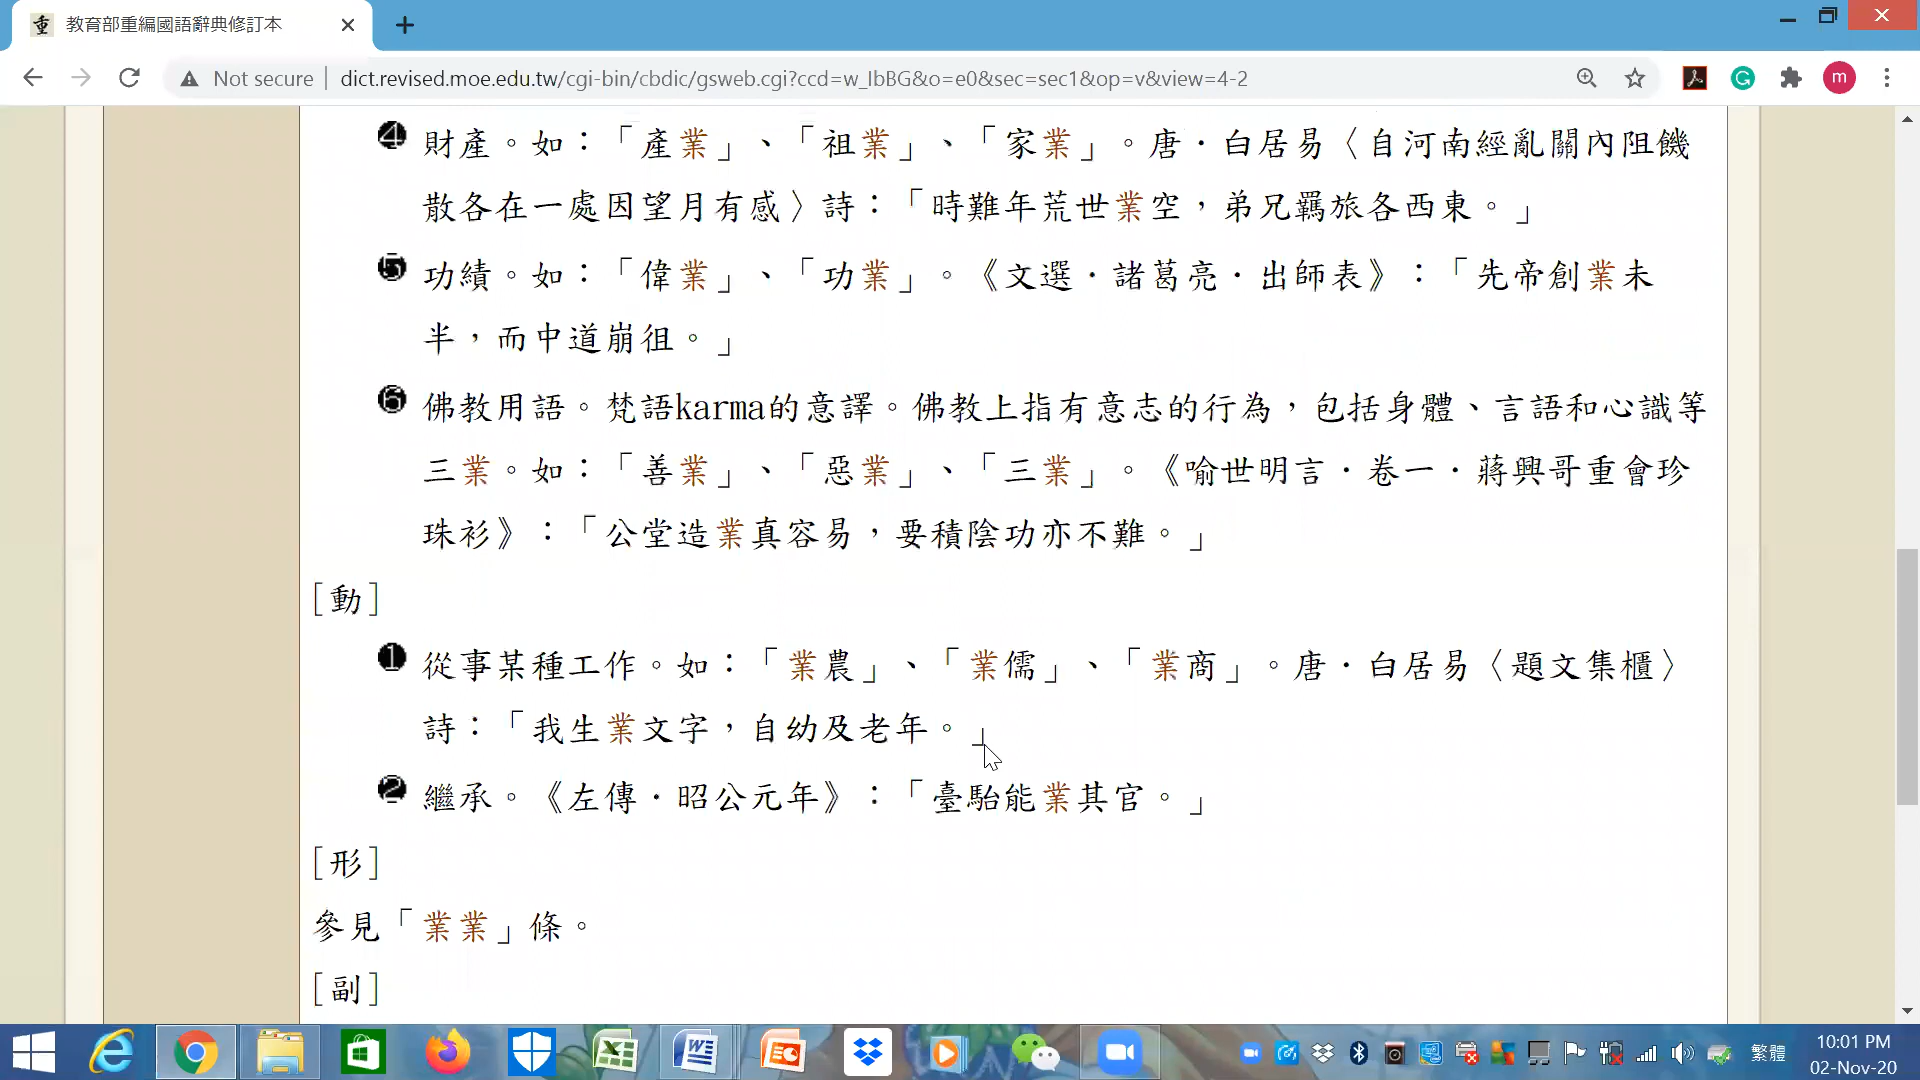 教育部重編國語辭典修訂本
Not secure
dict.revised.moe.edu.tw/cgi-bin/cbdic/gsweb.cgi?ccd=w_IbBG&o=e0&sec=sec1&op=v&view=4-2
m
4 財產。如：「產業」、「祖業」、「家業」。唐．白居易〈自河南經亂關內阻饑
散各在一處因望月有感〉詩：「時難年荒世業空，弟兄羈旅各西東。」
5 功績。如：「偉業」、「功業」。《文選．諸葛亮．出師表》：「先帝創業未
半，而中道崩徂。」
6 佛教用語。梵語karma的意譯。佛教上指有意志的行為，包括身體、言語和心識等
三業。如：「善業」、「惡業」、「三業」。《喻世明言．卷一．蔣興哥重會珍
珠衫》：「公堂造業真容易，要積陰功亦不難。」
[動]
1 從事某種工作。如：「業農」、「業儒」、「業商」。唐．白居易〈題文集櫃〉
詩：「我生業文字，自幼及老年。」
2 繼承。《左傳．昭公元年》：「臺駘能業其官。」
[形]
參見「業業」條。
[副]
繁體
10:01 PM
02-Nov-20